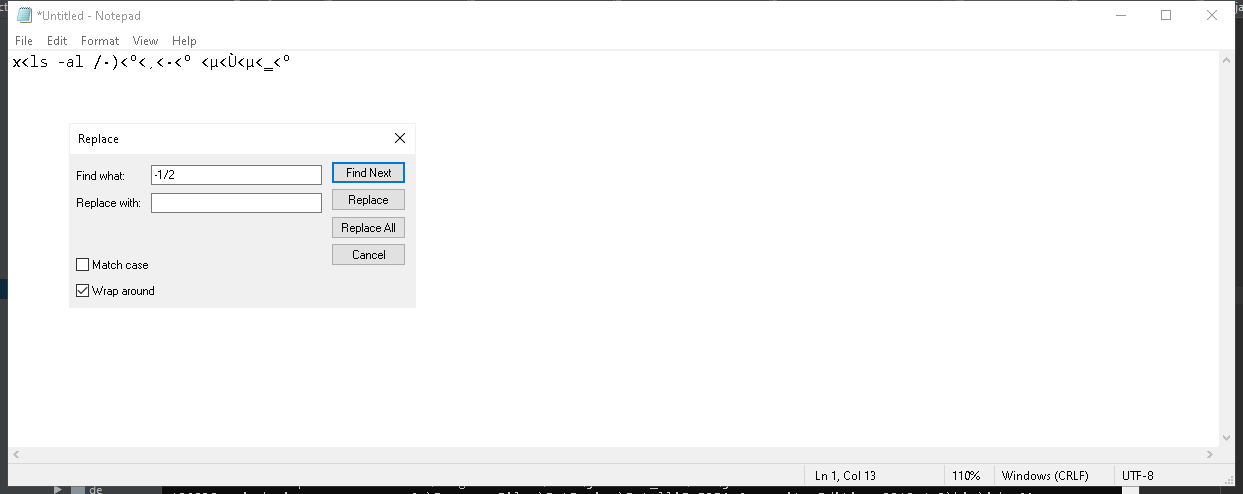 *Untitled - Notepad
File Edit Format View Help
x<ls -al /-)<º<¸<-<º <µ<Ù<µ<‗<º
Replace
Find what: -1/2 Find Next
Replace with: Replace
Replace All
Cancel
Match case
Wrap around
Ln 1, Col 13 110% Windows (CRLF) UTF-8
de